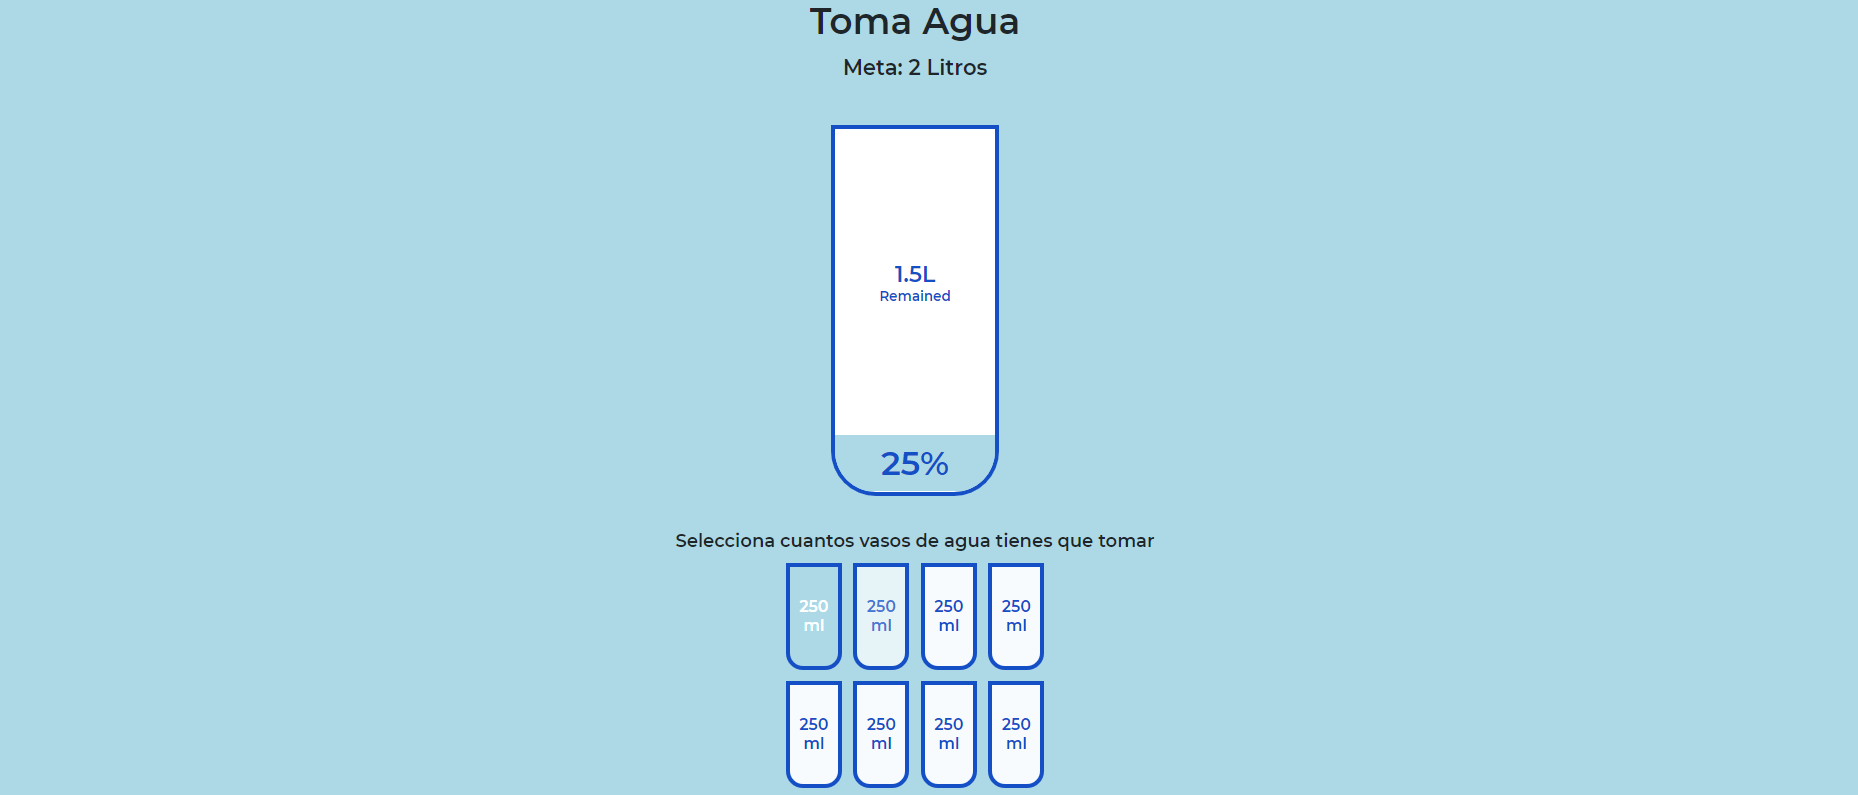 Toma Agua
Meta: 2 Litros
1.5L
Remained
25%
Selecciona cuantos vasos de agua tienes que tomar
250 250 250 250
ml ml ml ml
250 250 250 250
ml ml ml ml